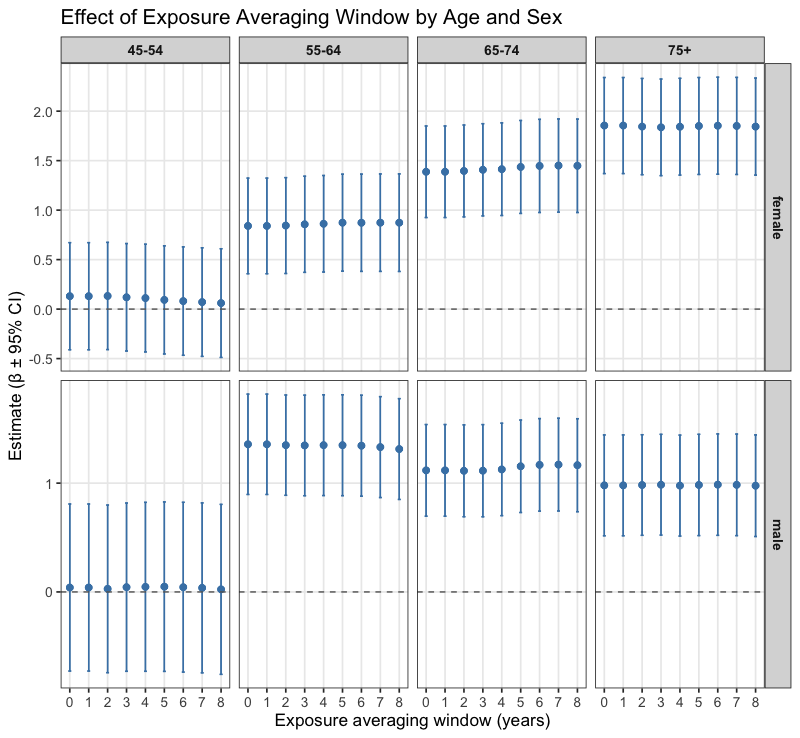 Effect of Exposure Averaging Window by Age and Sex
45-54 55-64 65-74 75+
2.0
1.5
1.0
0.5
0.0
-0.5
female
Estimate (β ± 95% CI)
1
0
male
0 1 2 3 4 5 6 7 8 0 1 2 3 4 5 6 7 8 0 1 2 3 4 5 6 7 8 0 1 2 3 4 5 6 7 8
Exposure averaging window (years)